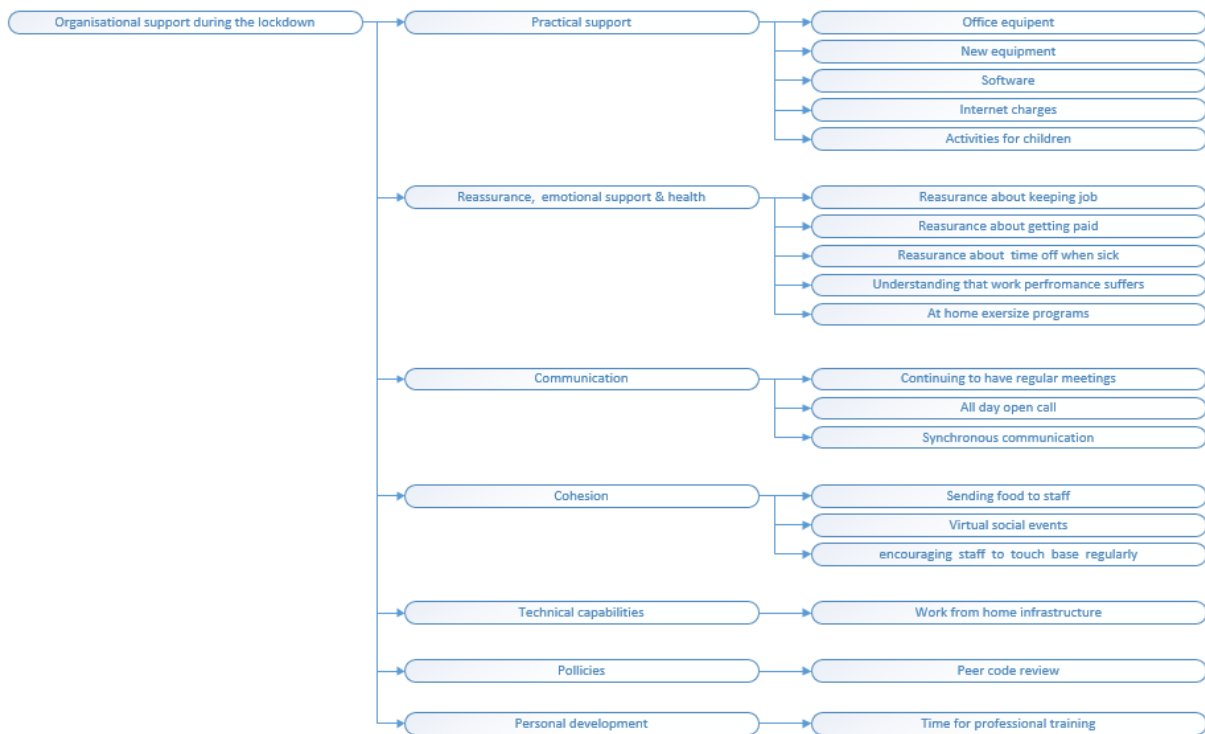 Organisational support during the lockdown
Practical support
Office equipent
New equipment
Software
Internet charges
Activities for children
Reassurance, emotional support & health
Reasurance about keeping job
Reasurance about getting paid
Reasurance about time off when sick
Understanding that work perfromance suffers
At home exersize programs
Communication
Continuing to have regular meetings
All day open call
Synchronous communication
Cohesion
Sending food to staff
Virtual social events
encouraging staff to touch base regularly
Technical capabilities
Work from home infrastructure
Pollicies
Peer code review
Personal development
Time for professional training